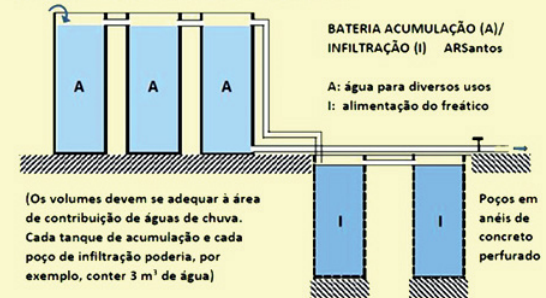 BATERIA ACUMULAÇÃO (A)/
INFILTRAÇÃO (I) ARSantos
A: água para diversos usos
I: alimentação do freático
A
A
A
(Os volumes devem se adequar à área
de contribuição de águas de chuva.
Cada tanque de acumulação e cada
poço de infiltração poderia, por
exemplo, conter 3 m³ de água)
I
I
Poços em
anéis de
concreto
perfurado